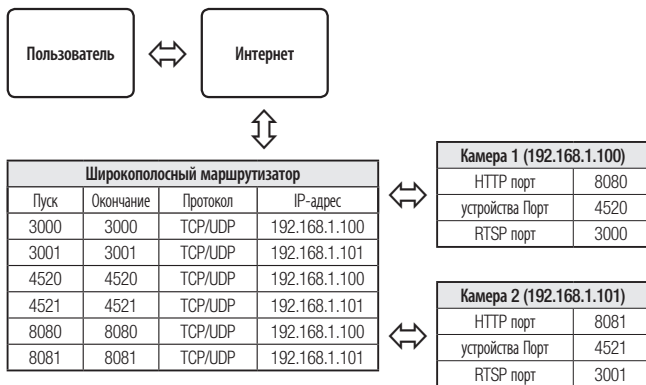 Пользователь
Интернет
Широкополосный маршрутизатор
Пуск Окончание Протокол IP-адрес
3000 3000 TCP/UDP 192.168.1.100
3001 3001 TCP/UDP 192.168.1.101
4520 4520 TCP/UDP 192.168.1.100
4521 4521 TCP/UDP 192.168.1.101
8080 8080 TCP/UDP 192.168.1.100
8081 8081 TCP/UDP 192.168.1.101
Камера 1 (192.168.1.100)
HTTP порт 8080
устройства Порт 4520
RTSP порт 3000
Камера 2 (192.168.1.101)
HTTP порт 8081
устройства Порт 4521
RTSP порт 3001